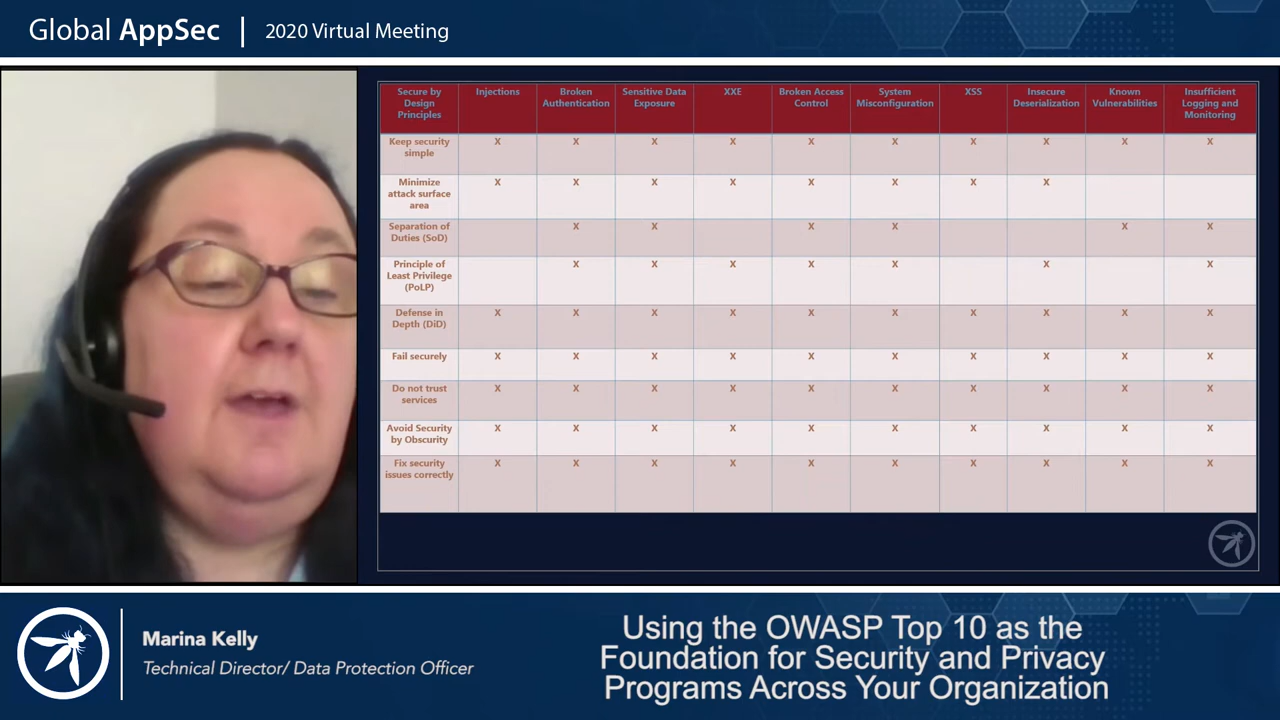 Global AppSec | 2020 Virtual Meeting
Secure by Design Principles Injections Broken Authentication Sensitive Data Exposure XXE Broken Access Control System Misconfiguration XSS Insecure Deserialization Known Vulnerabilities Insufficient Logging and Monitoring
Keep security simple X X X X X X X X X X
Minimize attack surface area X X X X X X X X
Separation of Duties (SoD) X X X X X X
Principle of Least Privilege (PoLP) X X X X X X X
Defense in Depth (DiD) X X X X X X X X X X
Fail securely X X X X X X X X X X
Do not trust services X X X X X X X X X X
Avoid Security by Obscurity X X X X X X X X X X
Fix security issues correctly X X X X X X X X X X
Marina Kelly
Technical Director/ Data Protection Officer
Using the OWASP Top 10 as the
Foundation for Security and Privacy
Programs Across Your Organization